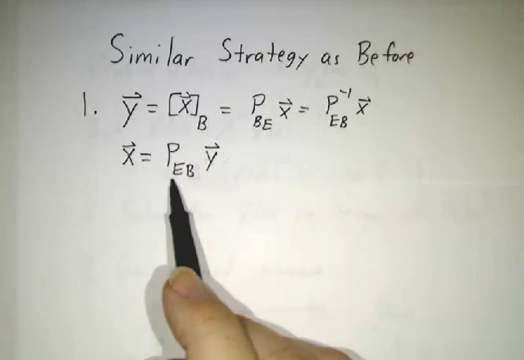 Similar Strategy as Before
1. y⃗ = [x⃗]_B = P_BE x⃗ = P_EB^-1 x⃗
x⃗ = P_EB y⃗